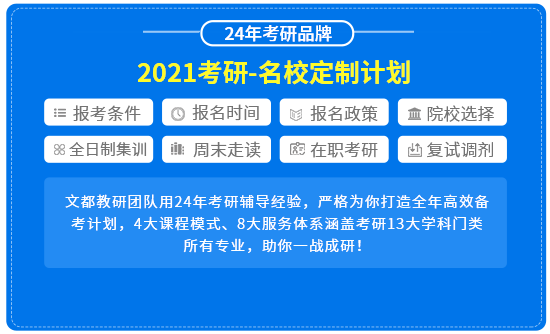 24年考研品牌
2021考研-名校定制计划
报考条件 报名时间 报名政策 院校选择
全日制集训 周末走读 在职考研 复试调剂
文都教研团队用24年考研辅导经验，严格为你打造全年高效备
考计划，4大课程模式、8大服务体系涵盖考研13大学科门类
所有专业，助你一战成研！